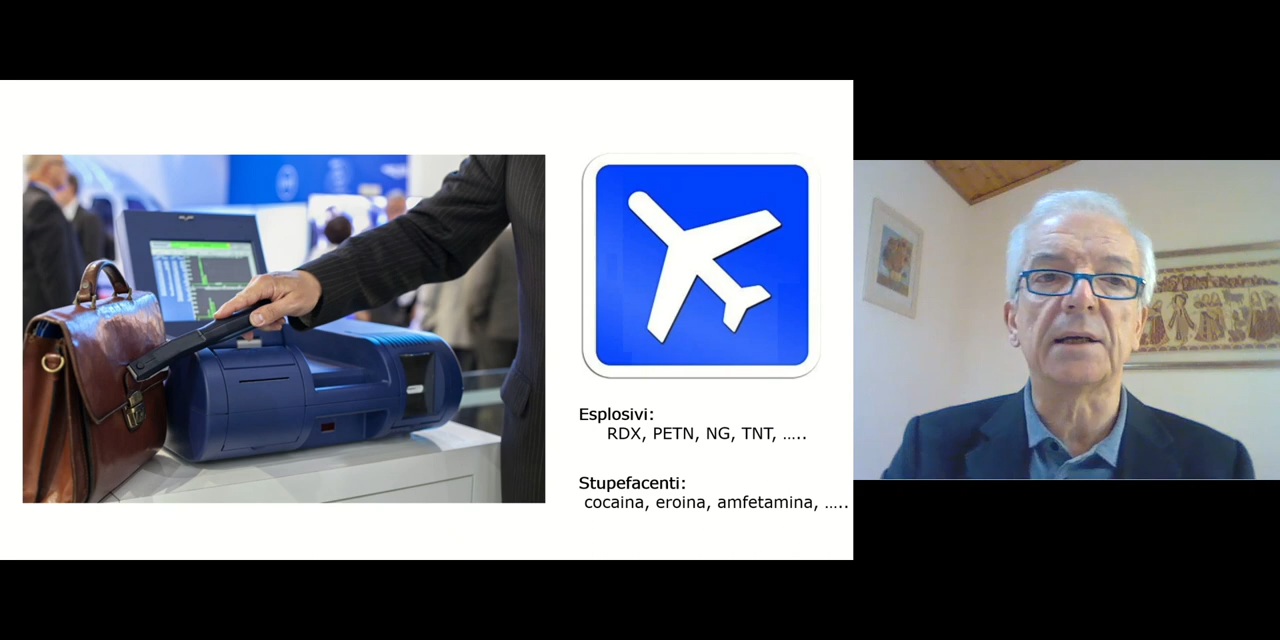 Esplosivi:
RDX, PETN, NG, TNT, …..
Stupefacenti:
cocaina, eroina, amfetamina, …..